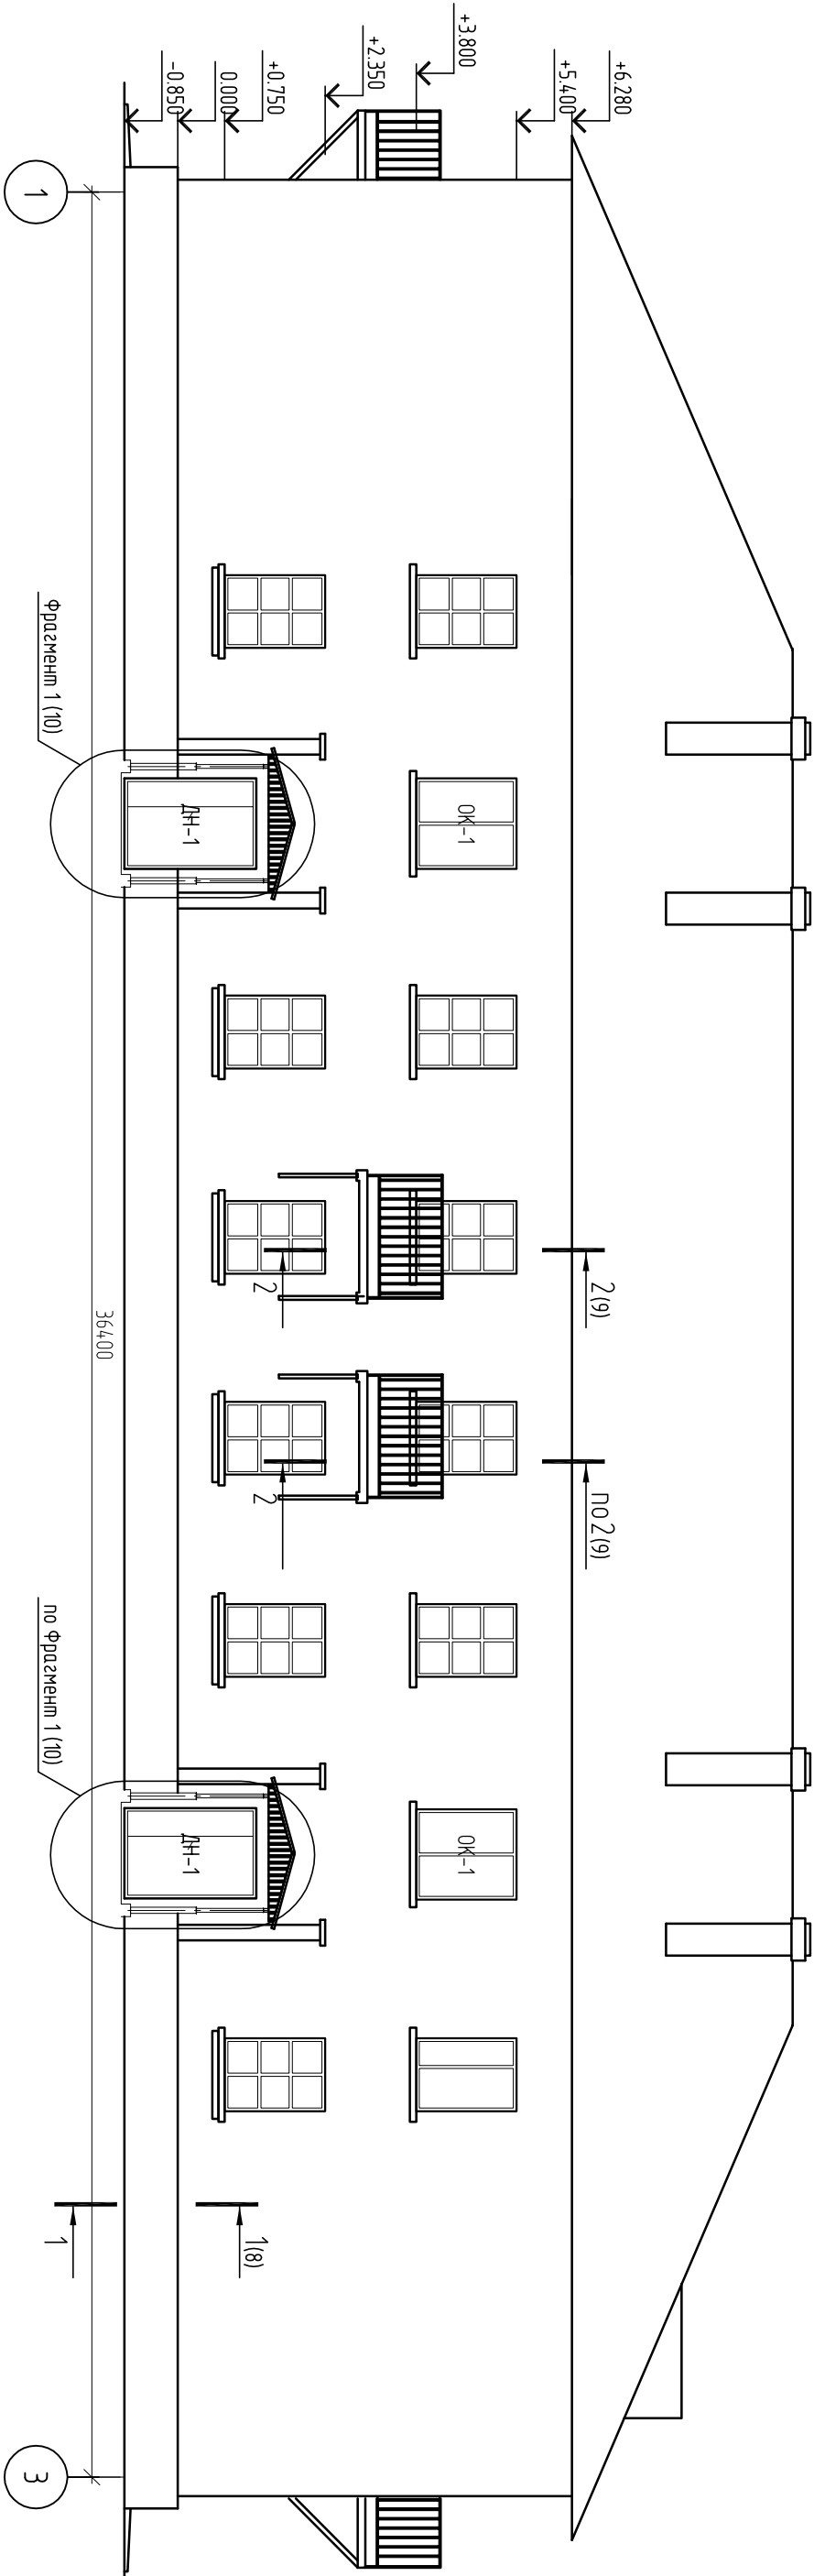 +6.280
+5.400
+3.800
+2.350
+0.750
0.000
-0.850
2(9)
по 2(9)
ОК-1
ОК-1
2
2
ДН-1
ДН-1
1(8)
1
36400
Фрагмент 1 (10)
по Фрагмент 1 (10)
1
3